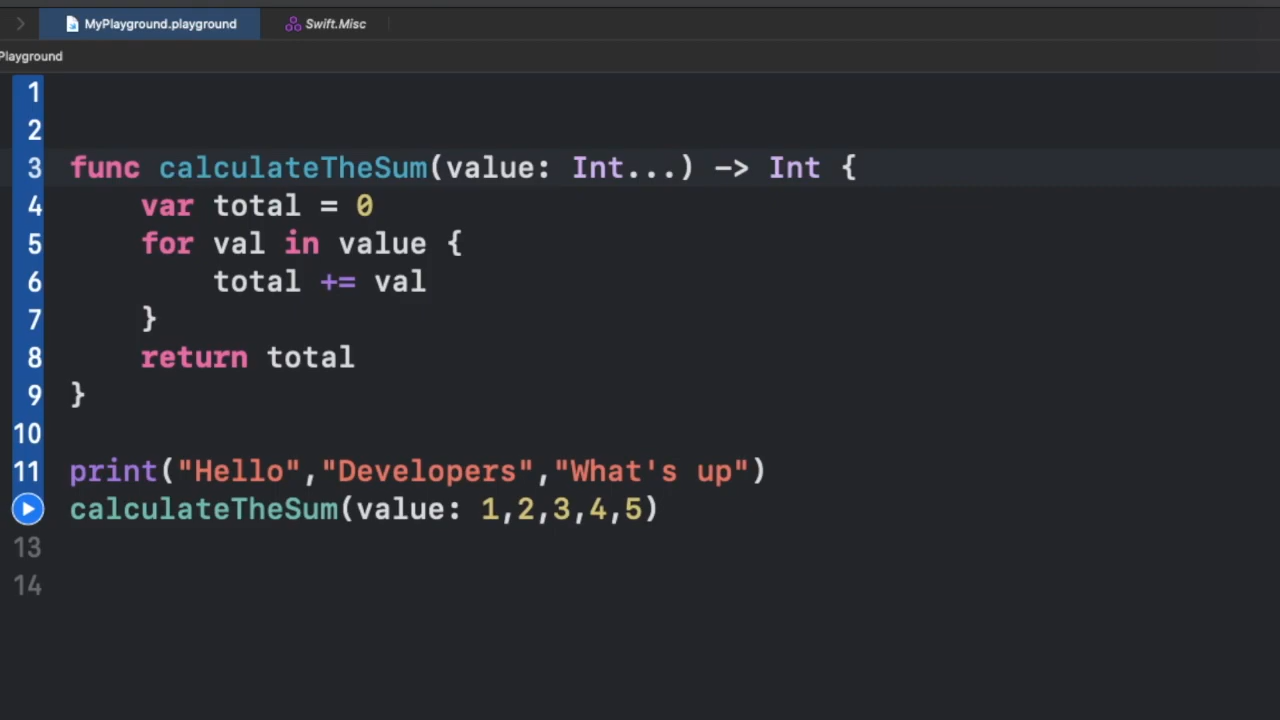 MyPlayground.playground Swift.Misc
Playground
1
2
3 func calculateTheSum(value: Int...) -> Int {
4 var total = 0
5 for val in value {
6 total += val
7 }
8 return total
9 }
10
11 print("Hello","Developers","What's up")
calculateTheSum(value: 1,2,3,4,5)
13
14